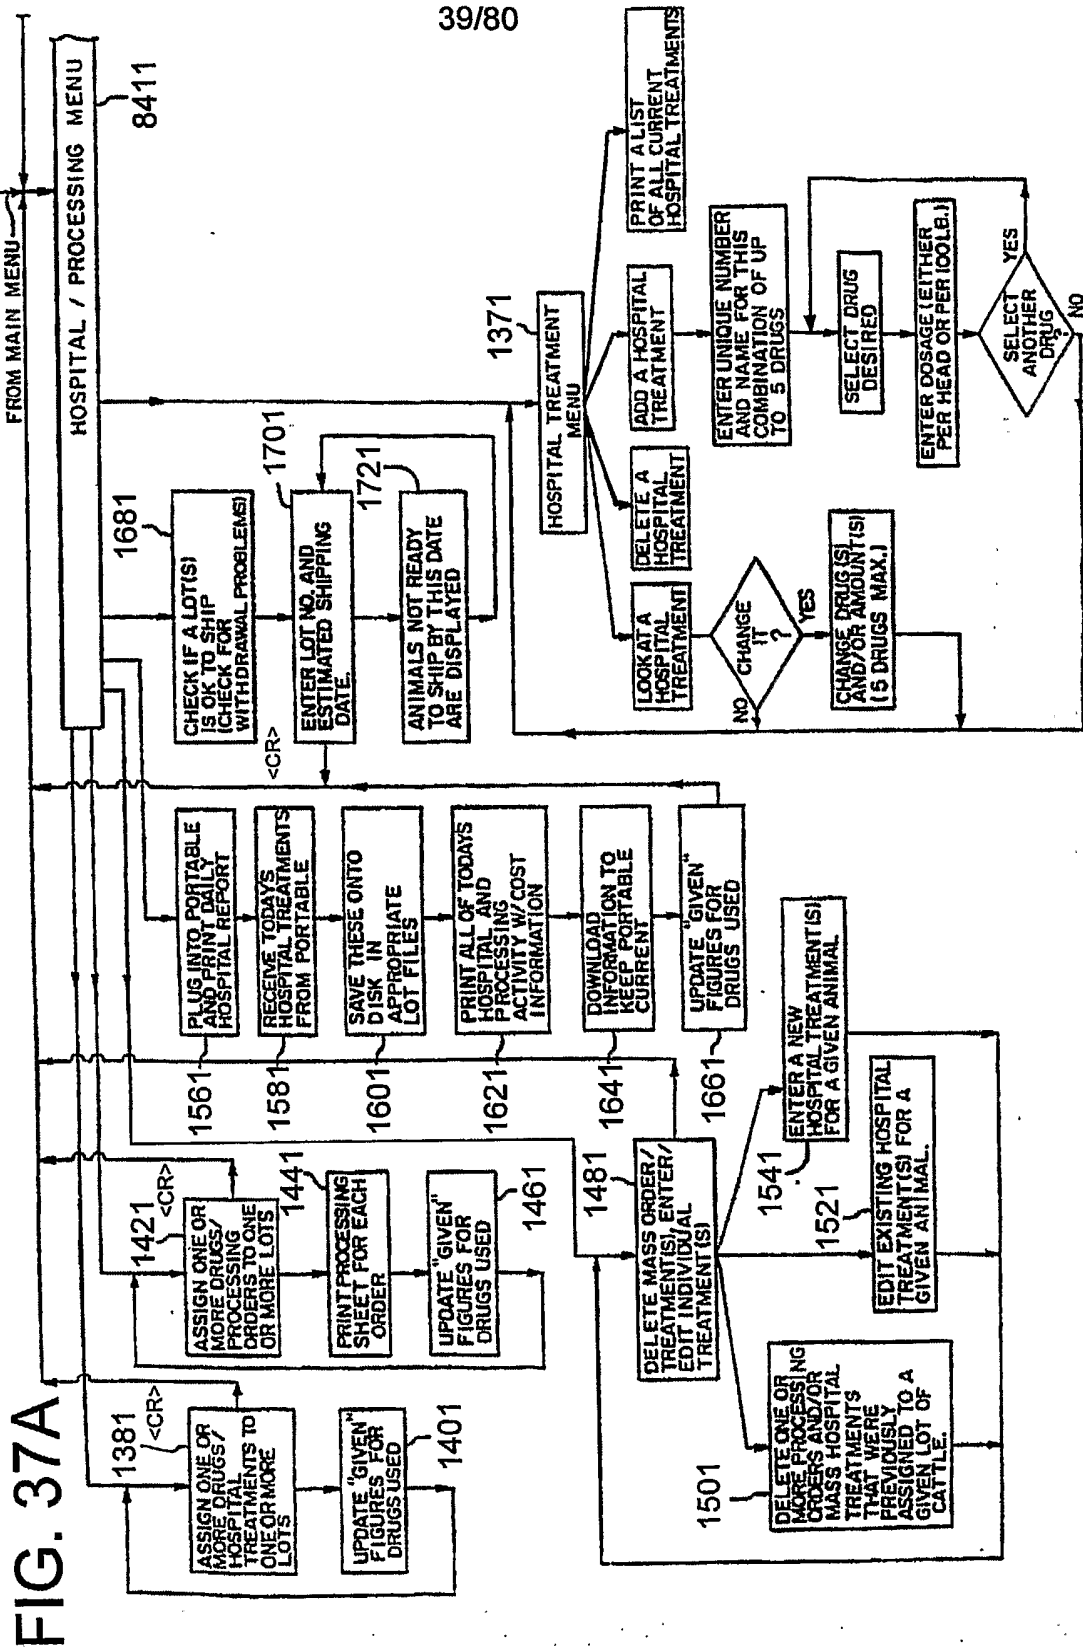 39/80
FIG. 37A
FROM MAIN MENU
HOSPITAL / PROCESSING MENU
8411
1381
<CR>
ASSIGN ONE OR
MORE DRUGS/
HOSPITAL
TREATMENTS TO
ONE OR MORE
LOTS
UPDATE "GIVEN"
FIGURES FOR
DRUGS USED
1401
1421
<CR>
ASSIGN ONE OR
MORE DRUGS/
PROCESSING
ORDERS TO ONE
OR MORE LOTS
1441
PRINT PROCESSING
SHEET FOR EACH
ORDER
UPDATE "GIVEN"
FIGURES FOR
DRUGS USED
1461
1481
DELETE MASS ORDER/
TREATMENT(S), ENTER/
EDIT INDIVIDUAL
TREATMENT(S)
1501
DELETE ONE OR
MORE PROCESSING
ORDERS AND/OR
MASS HOSPITAL
TREATMENTS
THAT WERE
PREVIOUSLY
ASSIGNED TO A
GIVEN LOT OF
CATTLE.
1521
EDIT EXISTING HOSPITAL
TREATMENT(S) FOR A
GIVEN ANIMAL.
1541
ENTER A NEW
HOSPITAL TREATMENT(S)
FOR A GIVEN ANIMAL
1561
PLUG INTO PORTABLE
AND PRINT DAILY
HOSPITAL REPORT
1581
RECEIVE TODAYS
HOSPITAL TREATMENTS
FROM PORTABLE
1601
SAVE THESE ONTO
DISK IN
APPROPRIATE
LOT FILES
1621
PRINT ALL OF TODAYS
HOSPITAL AND
PROCESSING
ACTIVITY W/COST
INFORMATION
1641
DOWNLOAD
INFORMATION TO
KEEP PORTABLE
CURRENT
1661
UPDATE "GIVEN"
FIGURES FOR
DRUGS USED
1681
CHECK IF A LOT(S)
IS OK TO SHIP
(CHECK FOR
WITHDRAWAL PROBLEMS)
<CR>
1701
ENTER LOT NO. AND
ESTIMATED SHIPPING
DATE.
1721
ANIMALS NOT READY
TO SHIP BY THIS DATE
ARE DISPLAYED
1371
HOSPITAL TREATMENT
MENU
LOOK AT A
HOSPITAL
TREATMENT
CHANGE
IT
?
NO
YES
CHANGE DRUG(S)
AND/OR AMOUNT(S)
(5 DRUGS MAX.)
DELETE A
HOSPITAL
TREATMENT
ADD A HOSPITAL
TREATMENT
ENTER UNIQUE NUMBER
AND NAME FOR THIS
COMBINATION OF UP
TO 5 DRUGS
SELECT DRUG
DESIRED
ENTER DOSAGE (EITHER
PER HEAD OR PER 100 LB.)
SELECT
ANOTHER
DRUG
?
YES
NO
PRINT A LIST
OF ALL CURRENT
HOSPITAL TREATMENTS